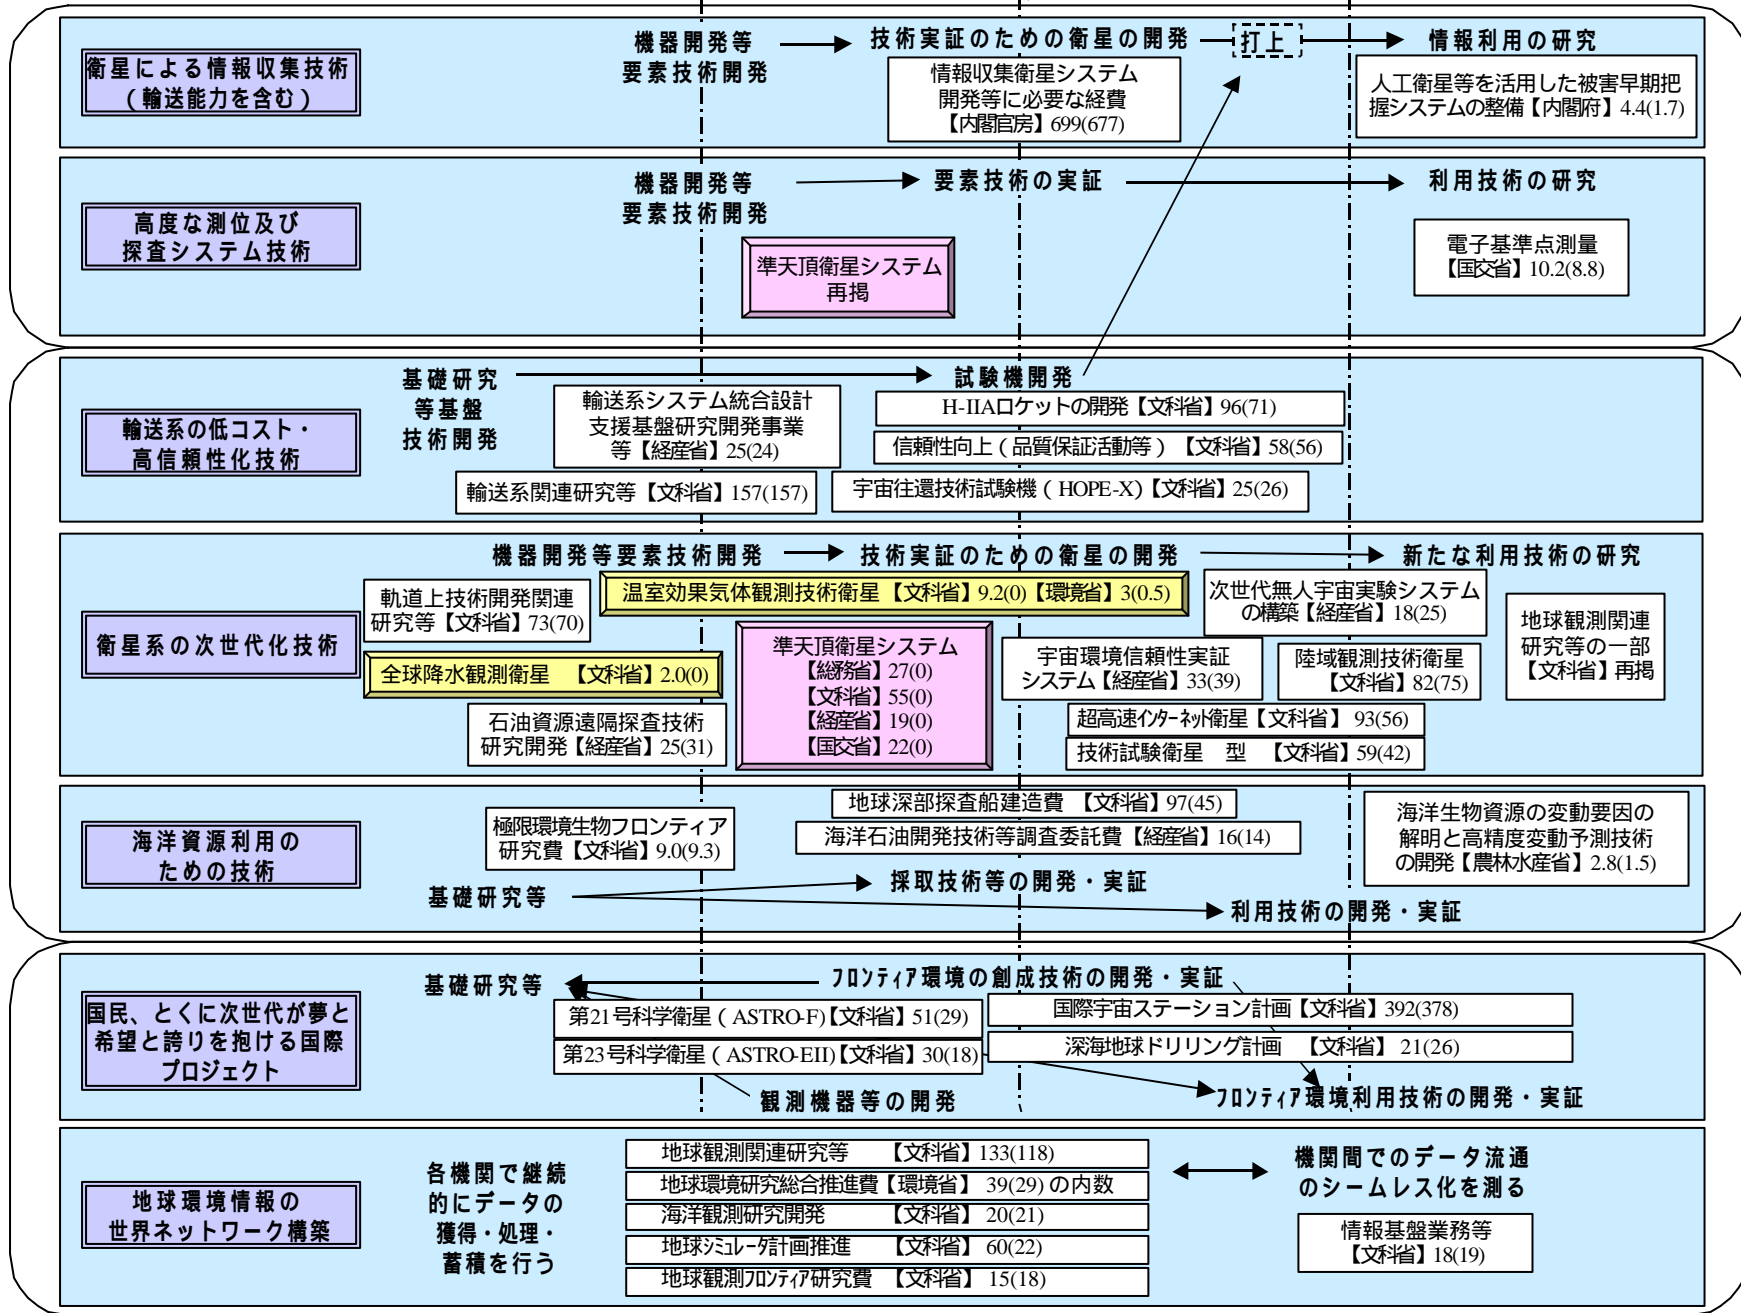 衛星による情報収集技術
(輸送能力を含む)
機器開発等
要素技術開発
技術実証のための衛星の開発
打上
情報利用の研究
情報収集衛星システム
開発等に必要な経費
【内閣官房】699(677)
人工衛星等を活用した被害早期把
握システムの整備【内閣府】4.4(1.7)
高度な測位及び
探査システム技術
機器開発等
要素技術開発
要素技術の実証
利用技術の研究
準天頂衛星システム
再掲
電子基準点測量
【国交省】10.2(8.8)
輸送系の低コスト・
高信頼性化技術
基礎研究
等基盤
技術開発
試験機開発
輸送系システム統合設計
支援基盤研究開発事業
等【経産省】25(24)
H-IIAロケットの開発【文科省】96(71)
信頼性向上(品質保証活動等)【文科省】58(56)
輸送系関連研究等【文科省】157(157)
宇宙往還技術試験機(HOPE-X)【文科省】25(26)
衛星系の次世代化技術
機器開発等要素技術開発
技術実証のための衛星の開発
新たな利用技術の研究
軌道上技術開発関連
研究等【文科省】73(70)
温室効果気体観測技術衛星【文科省】9.2(0)【環境省】3(0.5)
次世代無人宇宙実験システム
の構築【経産省】18(25)
地球観測関連
研究等の一部
【文科省】再掲
全球降水観測衛星 【文科省】2.0(0)
準天頂衛星システム
【総務省】27(0)
【文科省】55(0)
【経産省】19(0)
【国交省】22(0)
宇宙環境信頼性実証
システム【経産省】33(39)
陸域観測技術衛星
【文科省】82(75)
石油資源遠隔探査技術
研究開発【経産省】25(31)
超高速インターネット衛星【文科省】93(56)
技術試験衛星 型 【文科省】59(42)
海洋資源利用の
ための技術
極限環境生物フロンティア
研究費【文科省】9.0(9.3)
地球深部探査船建造費 【文科省】97(45)
海洋石油開発技術等調査委託費【経産省】16(14)
海洋生物資源の変動要因の
解明と高精度変動予測技術
の開発【農林水産省】2.8(1.5)
基礎研究等
採取技術等の開発・実証
利用技術の開発・実証
国民、とくに次世代が夢と
希望と誇りを抱ける国際
プロジェクト
基礎研究等
フロンティア環境の創成技術の開発・実証
第21号科学衛星(ASTRO-F)【文科省】51(29)
国際宇宙ステーション計画【文科省】392(378)
第23号科学衛星(ASTRO-EII)【文科省】30(18)
深海地球ドリリング計画 【文科省】21(26)
観測機器等の開発
フロンティア環境利用技術の開発・実証
地球環境情報の
世界ネットワーク構築
各機関で継続
的にデータの
獲得・処理・
蓄積を行う
地球観測関連研究等 【文科省】133(118)
地球環境研究総合推進費【環境省】 39(29)の内数
海洋観測研究開発 【文科省】20(21)
地球シミュレータ計画推進 【文科省】60(22)
地球観測フロンティア研究費 【文科省】15(18)
機関間でのデータ流通
のシームレス化を測る
情報基盤業務等
【文科省】18(19)